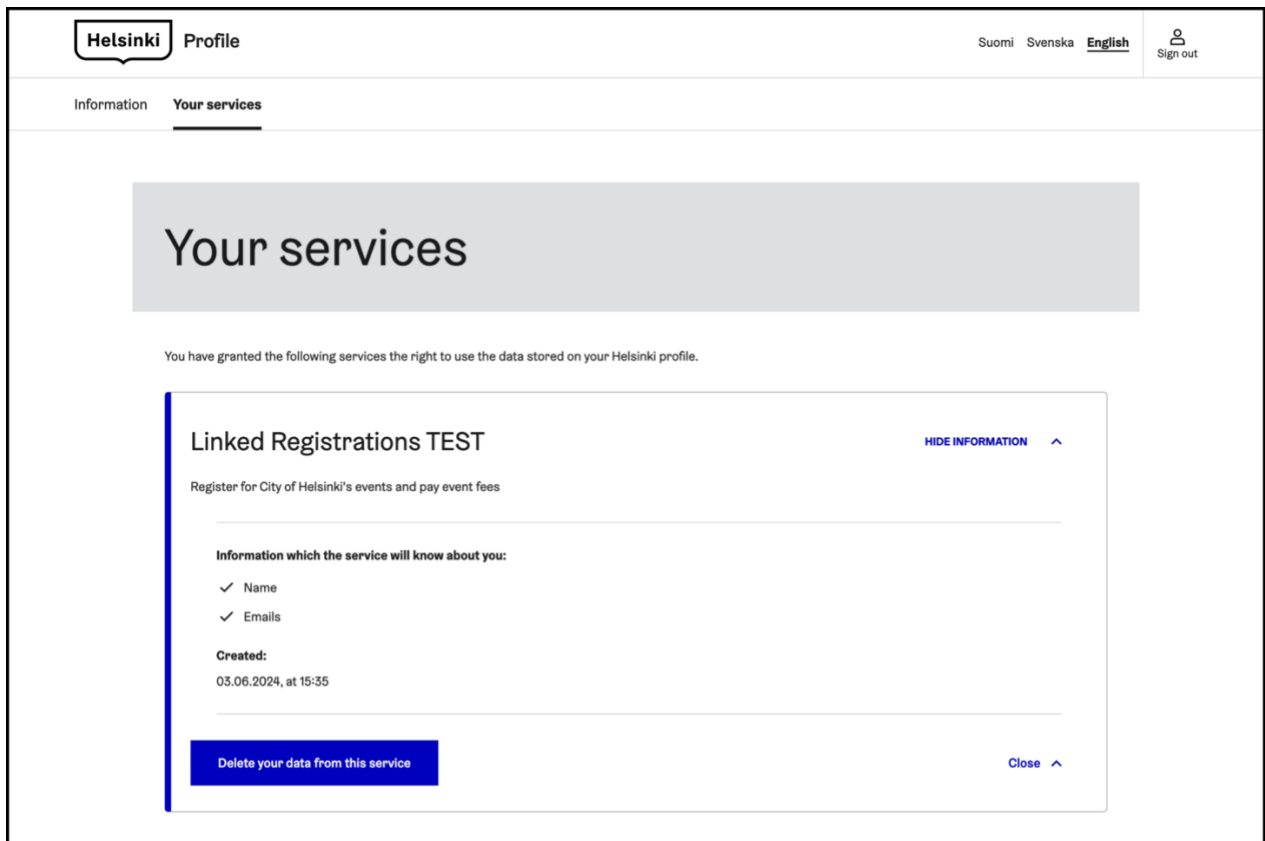 Helsinki Profile
Suomi Svenska English
Sign out
Information Your services
Your services
You have granted the following services the right to use the data stored on your Helsinki profile.
Linked Registrations TEST
HIDE INFORMATION
Register for City of Helsinki's events and pay event fees
Information which the service will know about you:
Name
Emails
Created:
03.06.2024, at 15:35
Delete your data from this service
Close